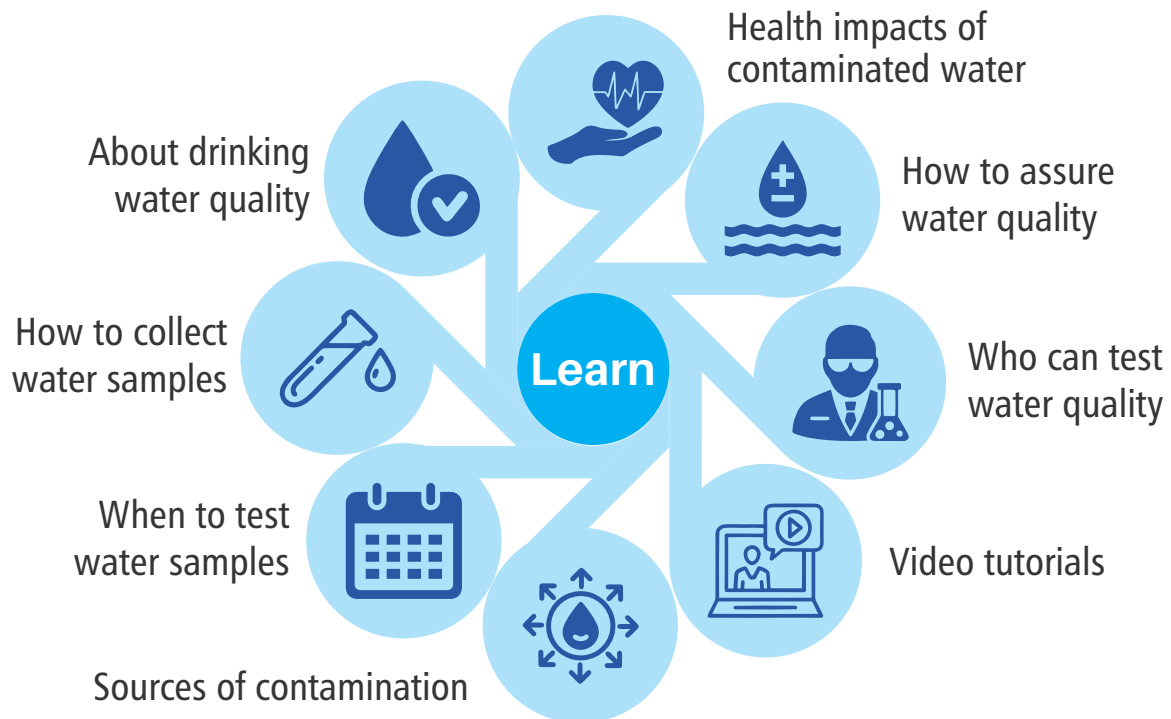 Health impacts of
contaminated water
About drinking
water quality
How to assure
water quality
How to collect
water samples
Learn
Who can test
water quality
When to test
water samples
Video tutorials
Sources of contamination